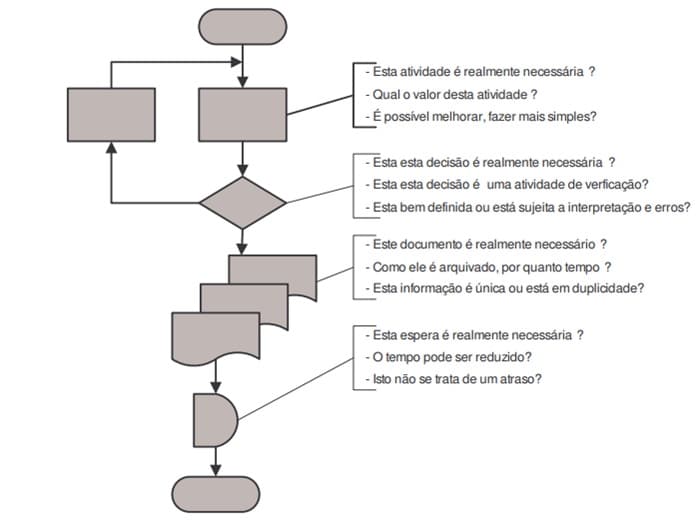 - Esta atividade é realmente necessária ?
- Qual o valor desta atividade ?
- É possível melhorar, fazer mais simples?
- Esta esta decisão é realmente necessária ?
- Esta esta decisão é uma atividade de verficação?
- Esta bem definida ou está sujeita a interpretação e erros?
- Este documento é realmente necessário ?
- Como ele é arquivado, por quanto tempo ?
- Esta informação é única ou está em duplicidade?
- Esta espera é realmente necessária ?
- O tempo pode ser reduzido?
- Isto não se trata de um atraso?